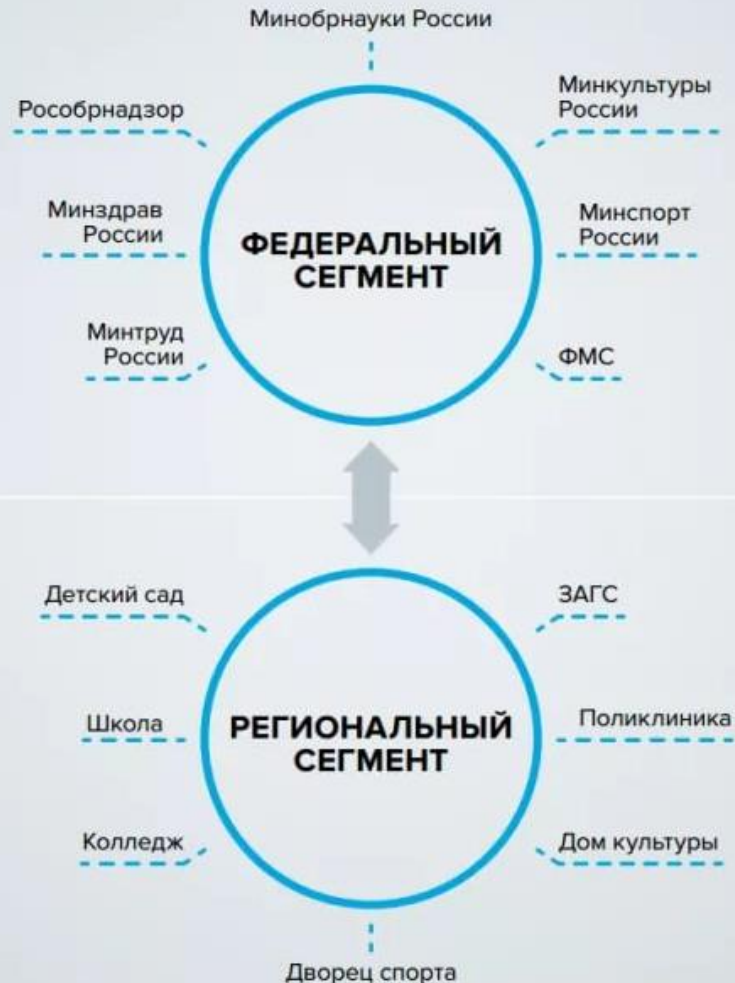 Минобрнауки России
Рособрнадзор
Минкультуры
России
Минздрав
России
Минспорт
России
ФЕДЕРАЛЬНЫЙ
СЕГМЕНТ
Минтруд
России
ФМС
Детский сад
ЗАГС
Школа
РЕГИОНАЛЬНЫЙ
СЕГМЕНТ
Поликлиника
Колледж
Дом культуры
Дворец спорта